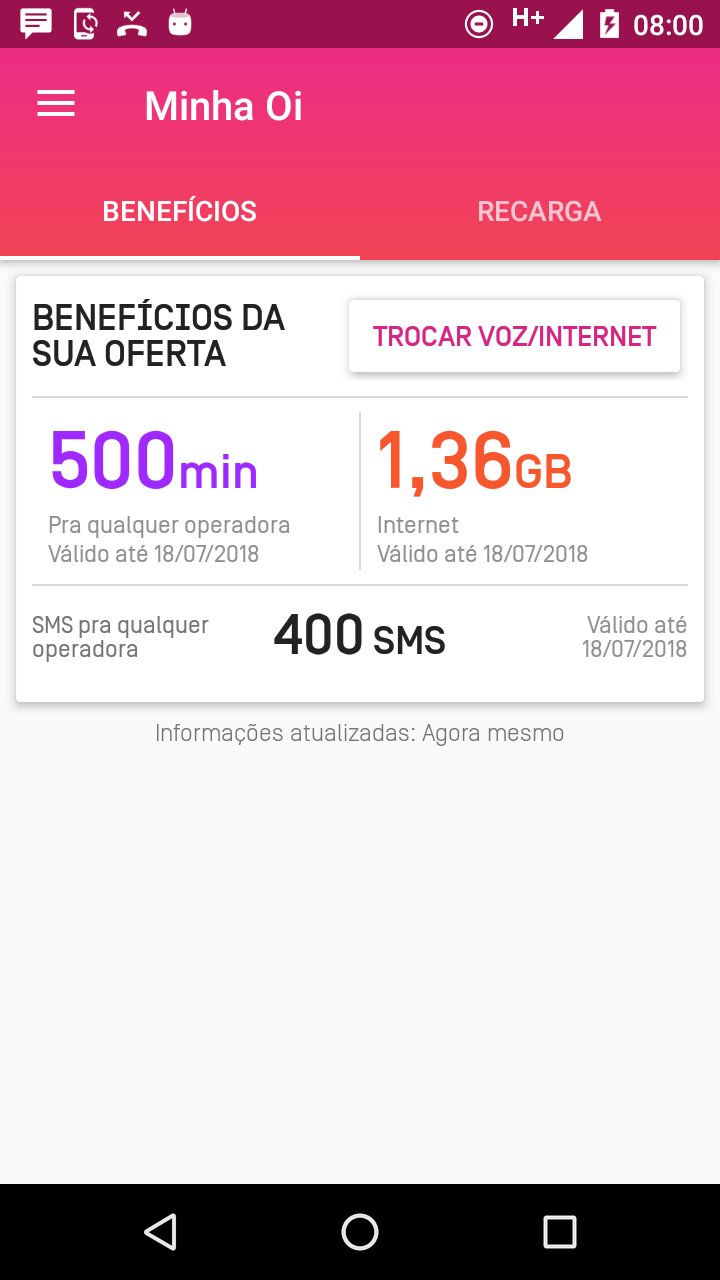 H+ 08:00
Minha Oi
BENEFÍCIOS RECARGA
BENEFÍCIOS DA
SUA OFERTA
TROCAR VOZ/INTERNET
500min
Pra qualquer operadora
Válido até 18/07/2018
1,36GB
Internet
Válido até 18/07/2018
SMS pra qualquer
operadora
400 SMS
Válido até
18/07/2018
Informações atualizadas: Agora mesmo